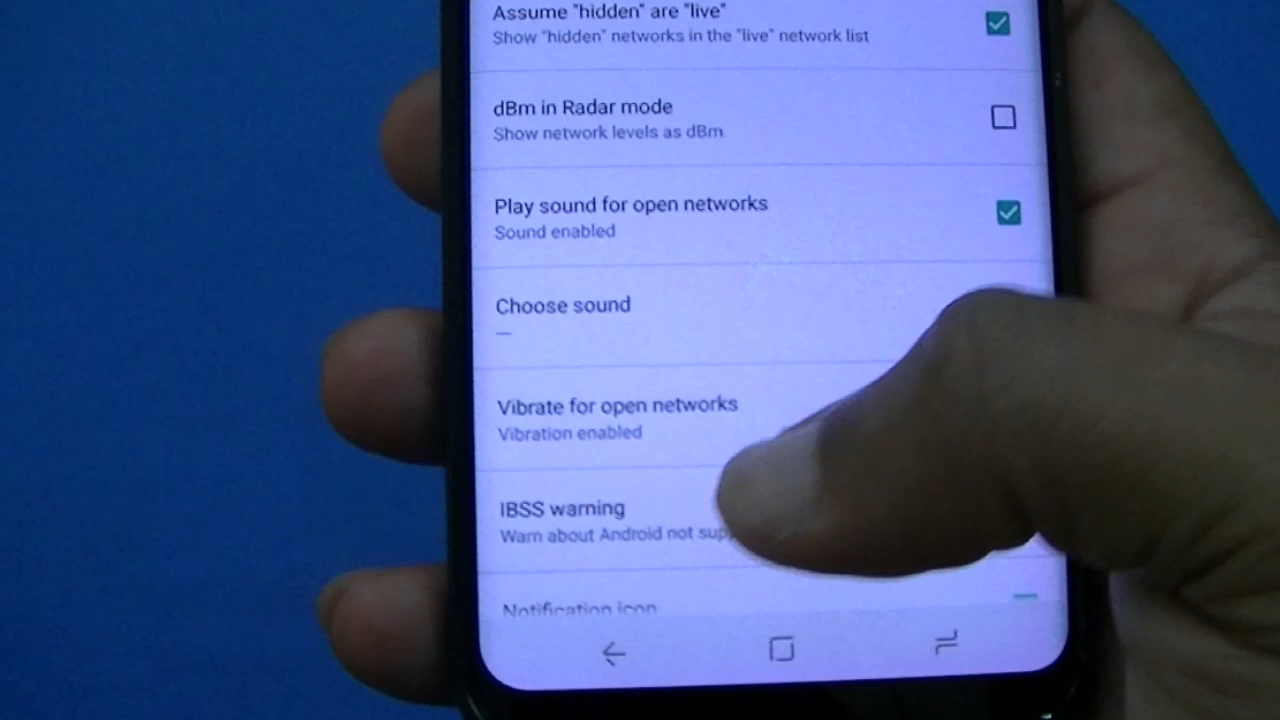 Assume "hidden" are "live"
Show "hidden" networks in the "live" network list
dBm in Radar mode
Show network levels as dBm
Play sound for open networks
Sound enabled
Choose sound
—
Vibrate for open networks
Vibration enabled
IBSS warning
Warn about Android not
Notification icon